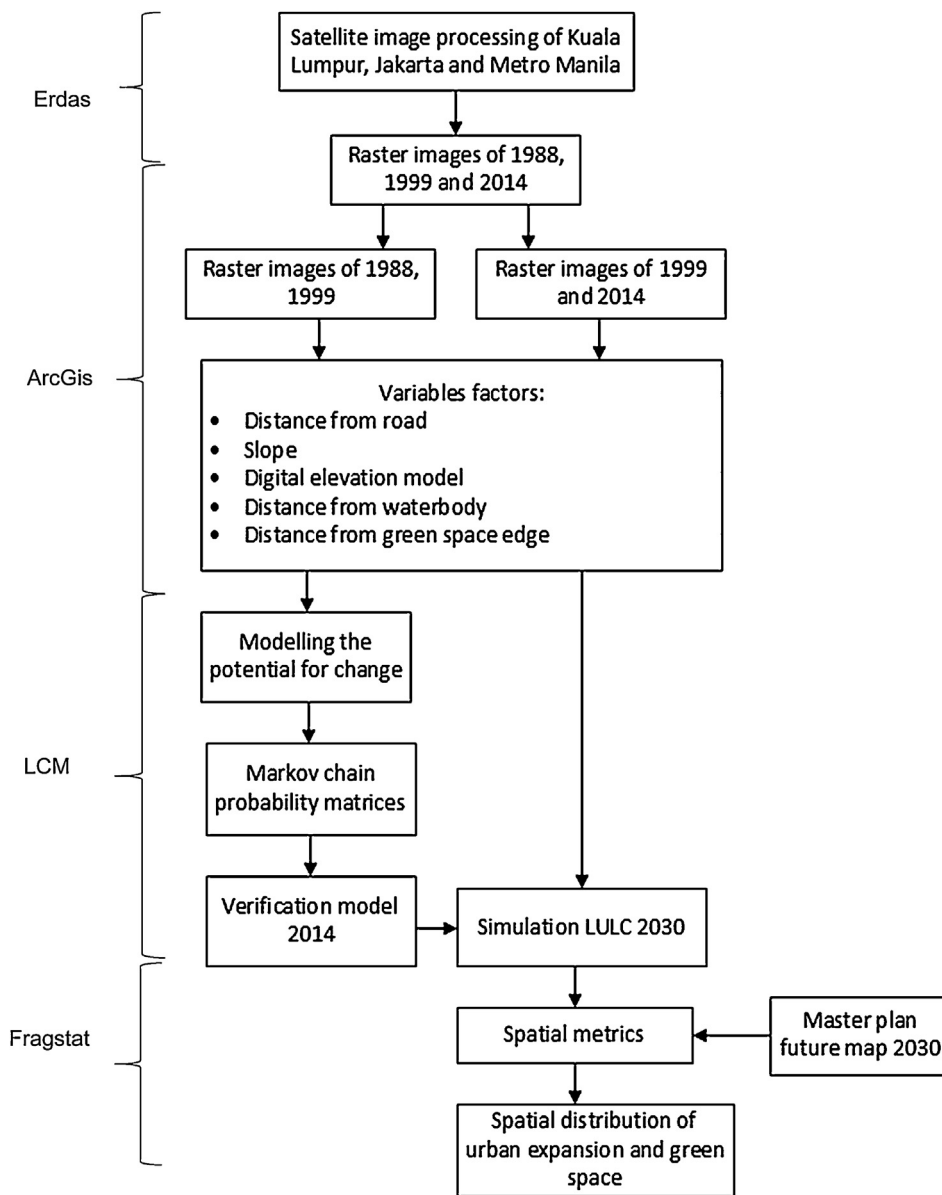 Satellite image processing of Kuala
Lumpur, Jakarta and Metro Manila
Erdas
Raster images of 1988,
1999 and 2014
Raster images of 1988,
1999
Raster images of 1999
and 2014
ArcGis
Variables factors:
• Distance from road
• Slope
• Digital elevation model
• Distance from waterbody
• Distance from green space edge
Modelling the
potential for change
LCM
Markov chain
probability matrices
Verification model
2014
Simulation LULC 2030
Fragstat
Spatial metrics
Master plan
future map 2030
Spatial distribution of
urban expansion and green
space